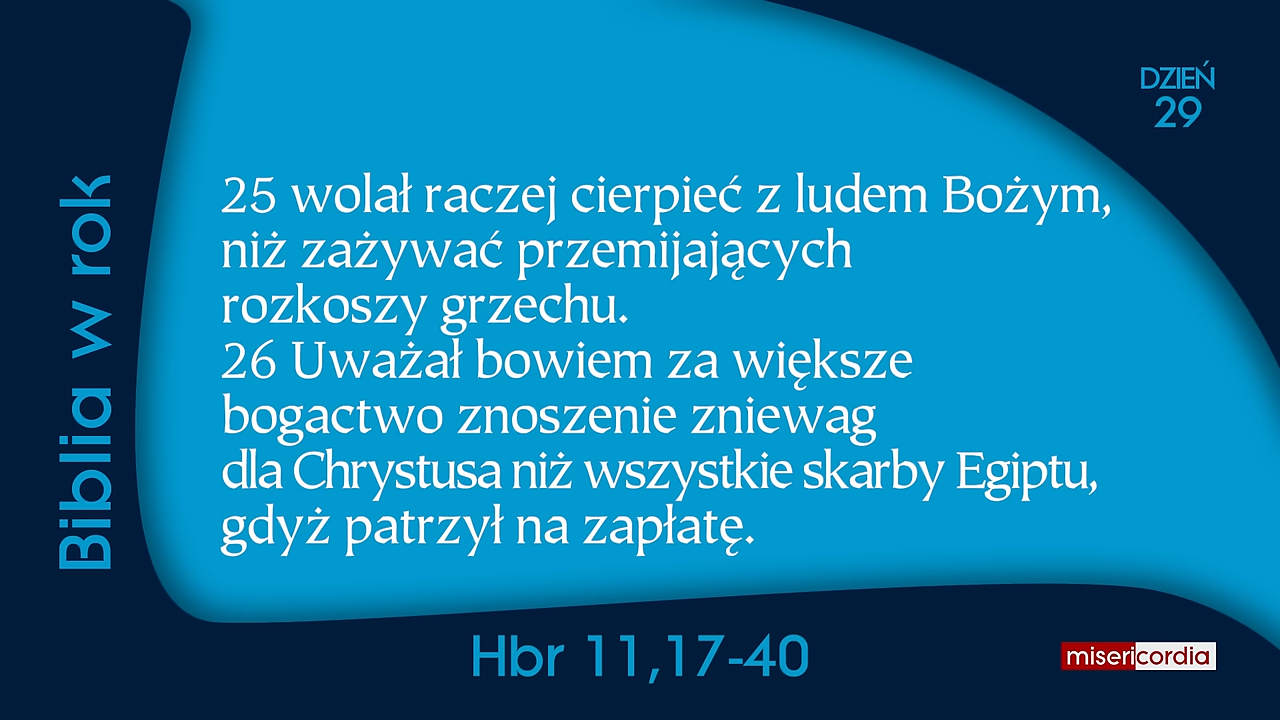 DZIEŃ
29
Biblia w rok
25 wolał raczej cierpieć z ludem Bożym,
niż zażywać przemijających
rozkoszy grzechu.
26 Uważał bowiem za większe
bogactwo znoszenie zniewag
dla Chrystusa niż wszystkie skarby Egiptu,
gdyż patrzył na zapłatę.
Hbr 11,17-40
misericordia